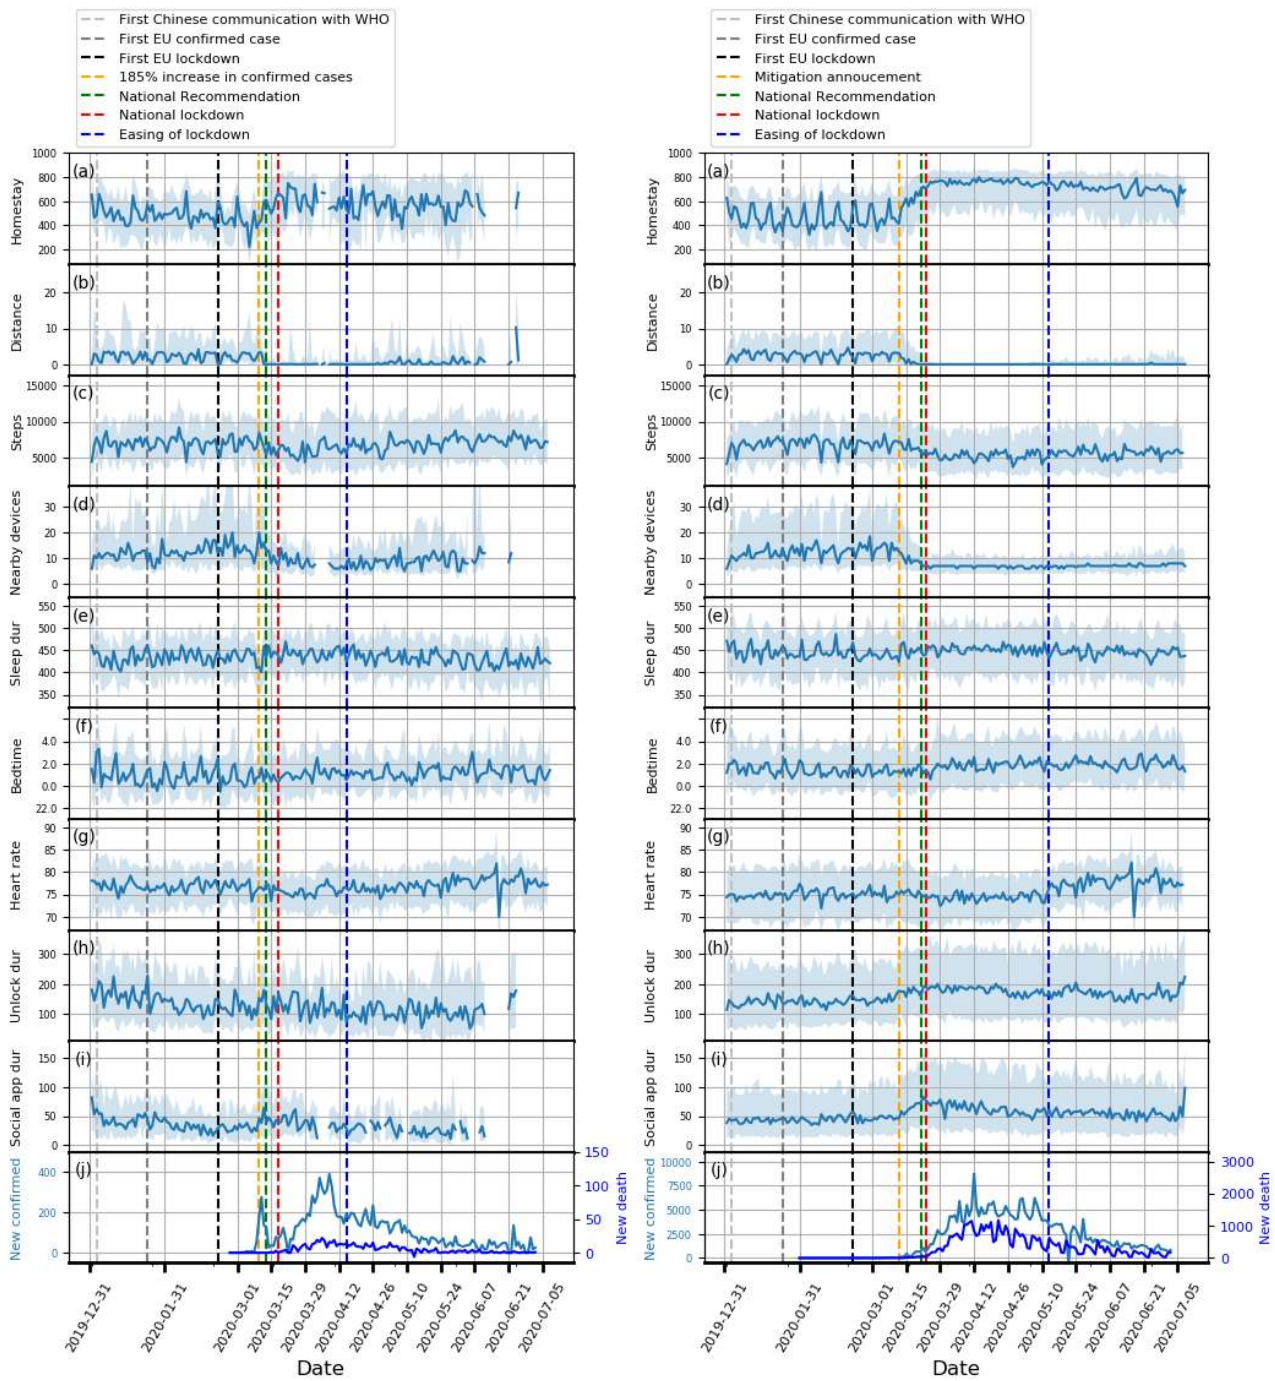 First Chinese communication with WHO
First EU confirmed case
First EU lockdown
185% increase in confirmed cases
National Recommendation
National lockdown
Easing of lockdown
(a)
Homestay
1000
800
600
400
200
(b)
Distance
20
10
0
(c)
Steps
15000
10000
5000
(d)
Nearby devices
30
20
10
0
(e)
Sleep dur
550
500
450
400
350
(f)
Bedtime
4.0
2.0
0.0
22.0
(g)
Heart rate
90
85
80
75
70
(h)
Unlock dur
300
200
100
(i)
Social app dur
150
100
50
0
(j)
New confirmed
400
200
0
150
100
50
0
New death
2019-12-31
2020-01-31
2020-03-01
2020-03-15
2020-03-29
2020-04-12
2020-04-26
2020-05-10
2020-05-24
2020-06-07
2020-06-21
2020-07-05
Date
First Chinese communication with WHO
First EU confirmed case
First EU lockdown
Mitigation annoucement
National Recommendation
National lockdown
Easing of lockdown
(a)
Homestay
1000
800
600
400
200
(b)
Distance
20
10
0
(c)
Steps
15000
10000
5000
(d)
Nearby devices
30
20
10
0
(e)
Sleep dur
550
500
450
400
350
(f)
Bedtime
4.0
2.0
0.0
22.0
(g)
Heart rate
90
85
80
75
70
(h)
Unlock dur
300
200
100
(i)
Social app dur
150
100
50
0
(j)
New confirmed
10000
7500
5000
2500
0
3000
2000
1000
0
New death
2019-12-31
2020-01-31
2020-03-01
2020-03-15
2020-03-29
2020-04-12
2020-04-26
2020-05-10
2020-05-24
2020-06-07
2020-06-21
2020-07-05
Date